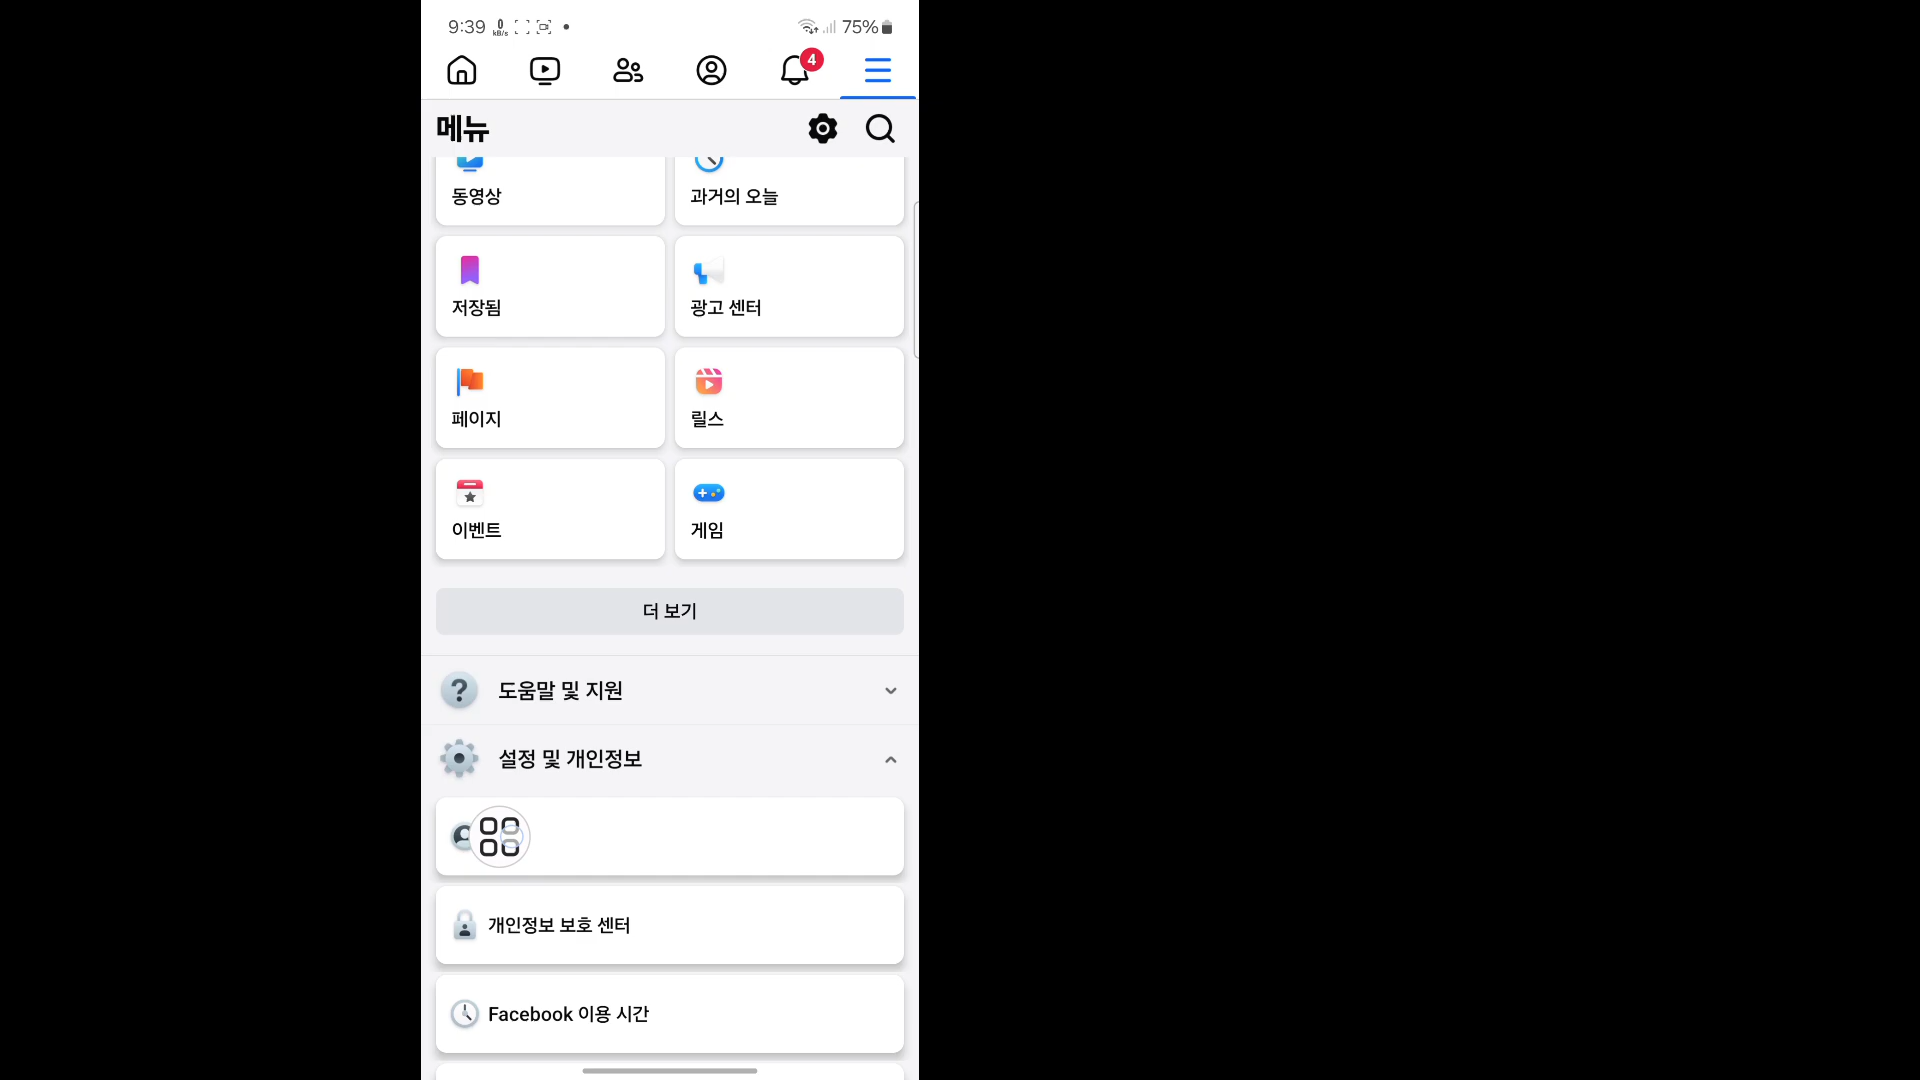 9:39 0 kB/s 75%
4
메뉴
동영상 과거의 오늘
저장됨 광고 센터
페이지 릴스
이벤트 게임
더 보기
도움말 및 지원
설정 및 개인정보
개인정보 보호 센터
Facebook 이용 시간